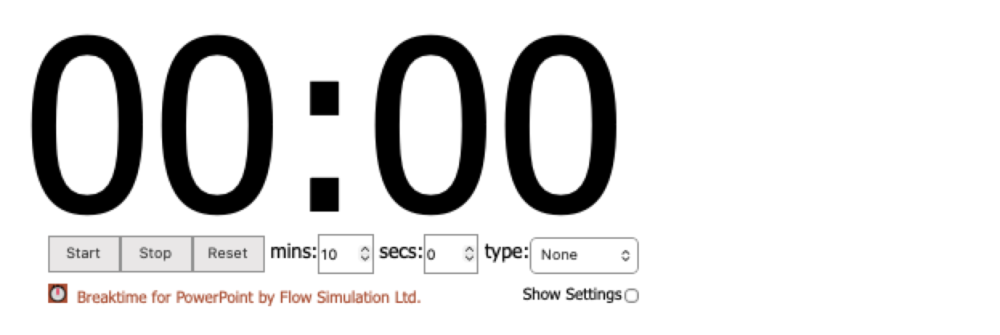 00:00
Start Stop Reset mins: 10 secs: 0 type: None
Breaktime for PowerPoint by Flow Simulation Ltd. Show Settings